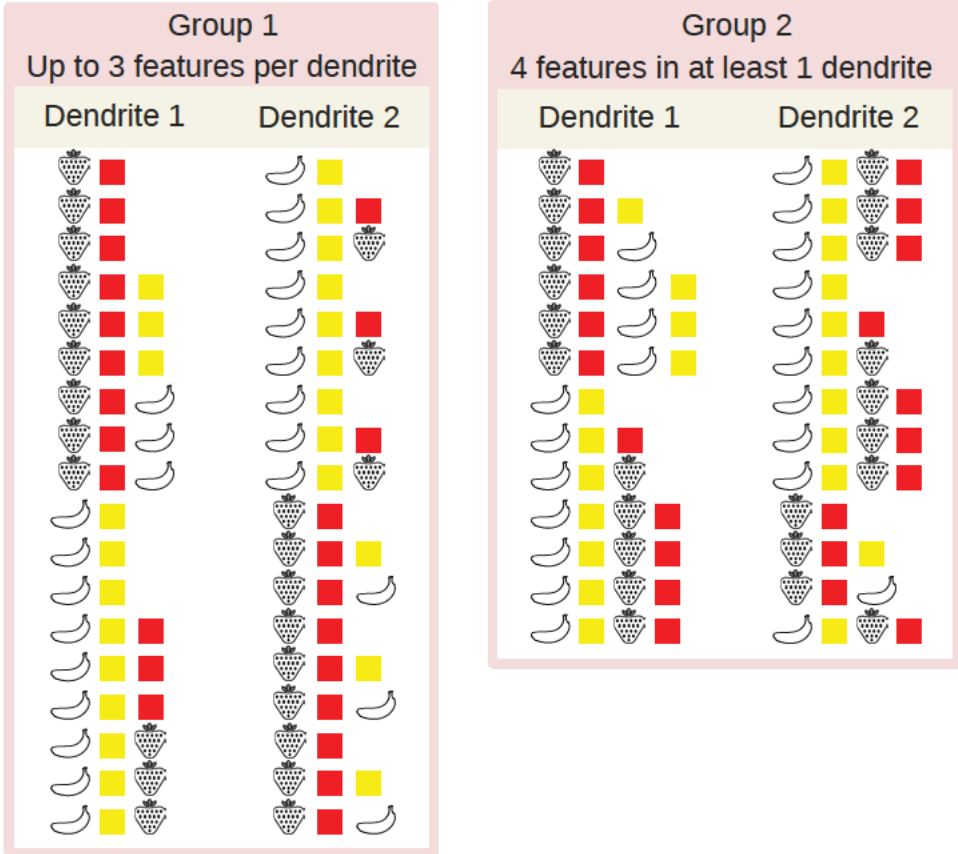 Group 1
Up to 3 features per dendrite
Dendrite 1 Dendrite 2
Group 2
4 features in at least 1 dendrite
Dendrite 1 Dendrite 2